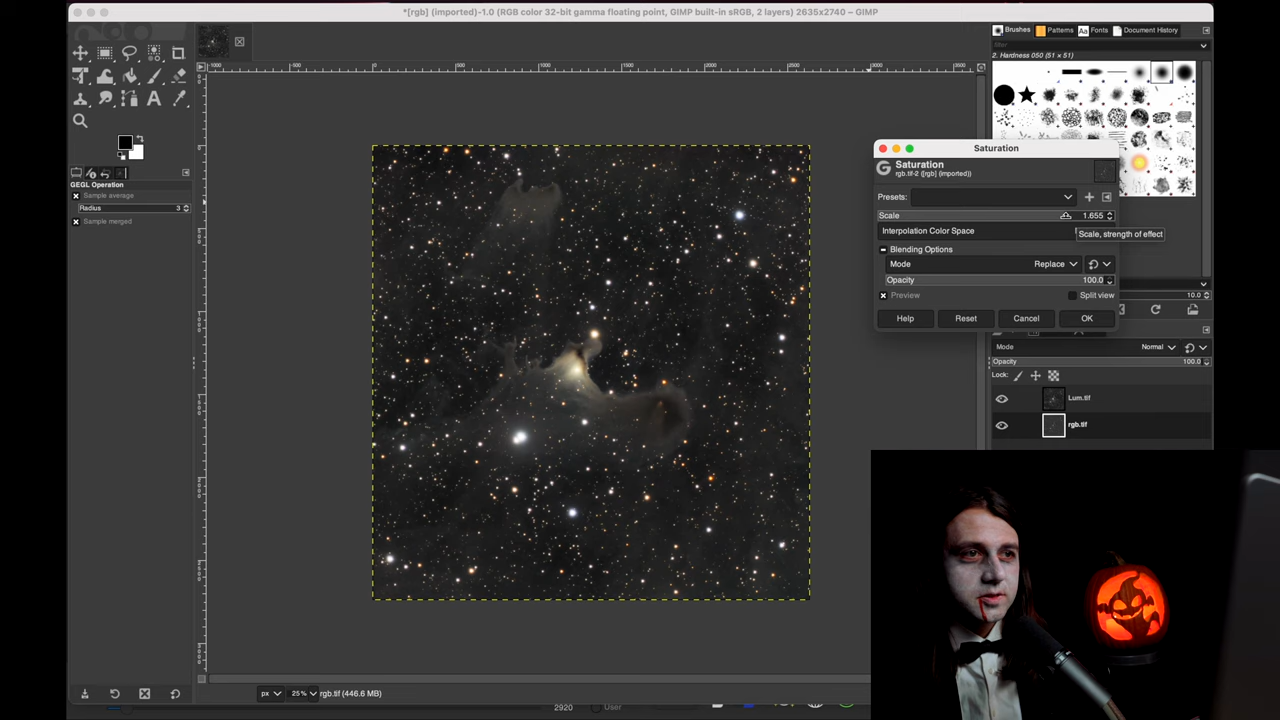 *[rgb] (imported)-1.0 (RGB color 32-bit gamma floating point, GIMP built-in sRGB, 2 layers) 2635x2740 – GIMP
Brushes
Patterns
Aa Fonts
Document History
filter
2. Hardness 050 (51 × 51)
GEGL Operation
Sample average
Radius 3
Sample merged
Saturation
Saturation
rgb.tif-2 ([rgb] (imported))
Presets:
Scale 1.655
Interpolation Color Space
Scale, strength of effect
Blending Options
Mode Replace
Opacity 100.0
Preview
Split view
Help
Reset
Cancel
OK
10.0
Mode Normal
Opacity 100.0
Lock:
Lum.tif
rgb.tif
px
25%
rgb.tif (446.6 MB)
2920
User